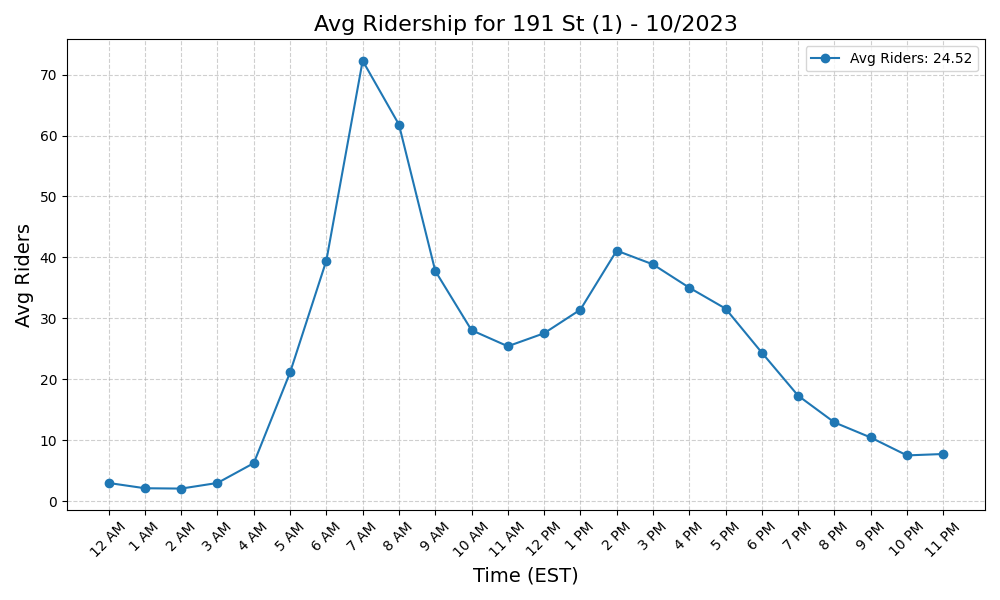 Avg Ridership for 191 St (1) - 10/2023
Avg Riders: 24.52
Avg Riders
70
60
50
40
30
20
10
0
12 AM
1 AM
2 AM
3 AM
4 AM
5 AM
6 AM
7 AM
8 AM
9 AM
10 AM
11 AM
12 PM
1 PM
2 PM
3 PM
4 PM
5 PM
6 PM
7 PM
8 PM
9 PM
10 PM
11 PM
Time (EST)